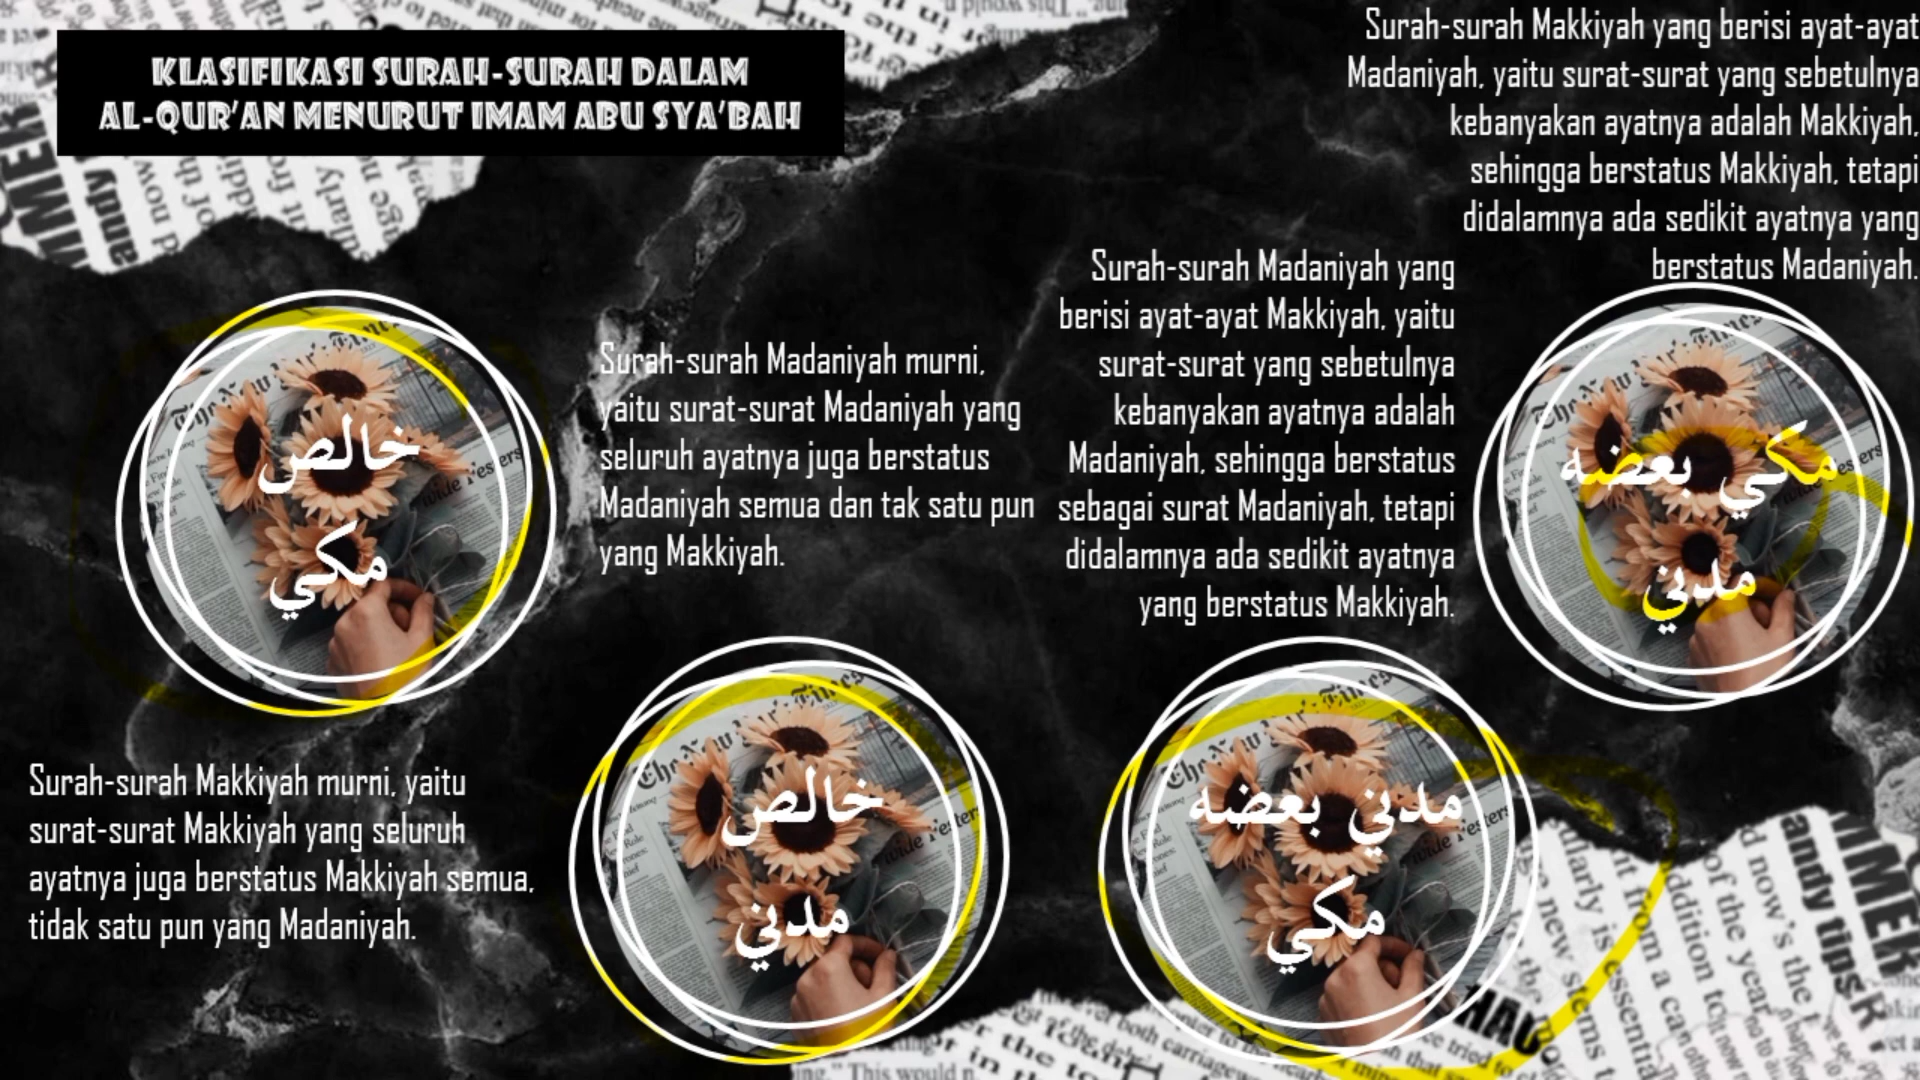 KLASIFIKASI SURAH-SURAH DALAM
AL-QUR'AN MENURUT IMAM ABU SYA'BAH
خالص
مكي
Surah-surah Makkiyah murni, yaitu
surat-surat Makkiyah yang seluruh
ayatnya juga berstatus Makkiyah semua,
tidak satu pun yang Madaniyah.
Surah-surah Madaniyah murni,
yaitu surat-surat Madaniyah yang
seluruh ayatnya juga berstatus
Madaniyah semua dan tak satu pun
yang Makkiyah.
خالص
مدني
Surah-surah Madaniyah yang
berisi ayat-ayat Makkiyah, yaitu
surat-surat yang sebetulnya
kebanyakan ayatnya adalah
Madaniyah, sehingga berstatus
sebagai surat Madaniyah, tetapi
didalamnya ada sedikit ayatnya
yang berstatus Makkiyah.
مدني بعضه
مكي
Surah-surah Makkiyah yang berisi ayat-ayat
Madaniyah, yaitu surat-surat yang sebetulnya
kebanyakan ayatnya adalah Makkiyah,
sehingga berstatus Makkiyah, tetapi
didalamnya ada sedikit ayatnya yang
berstatus Madaniyah.
مكي بعضه
مدني